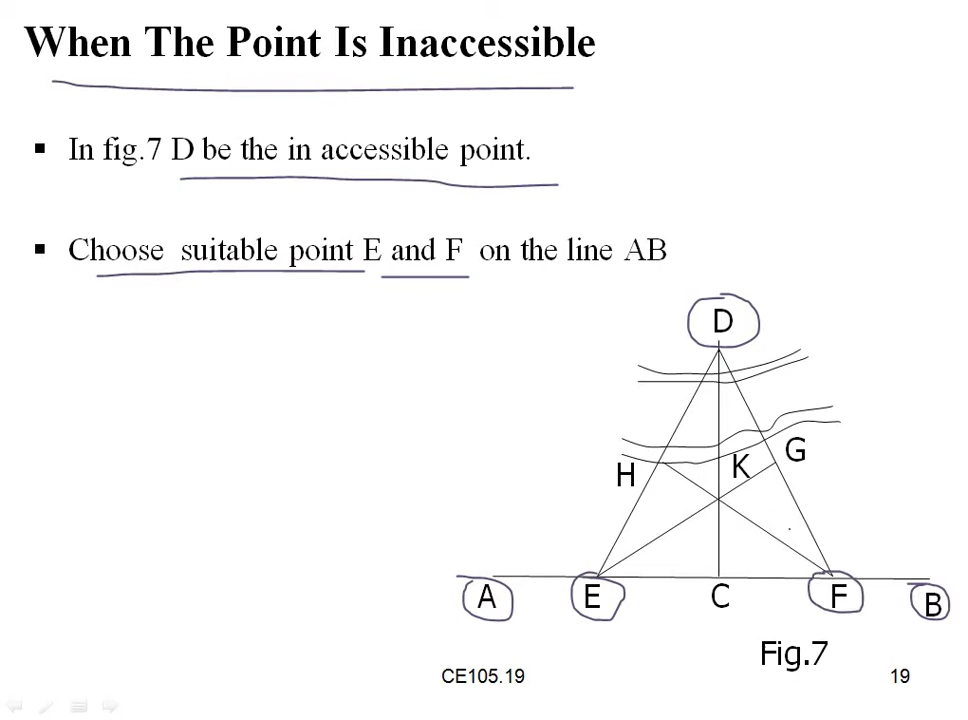 When The Point Is Inaccessible
▪ In fig.7 D be the in accessible point.
▪ Choose suitable point E and F on the line AB
D
H
K
G
A
E
C
F
B
Fig.7
CE105.19
19